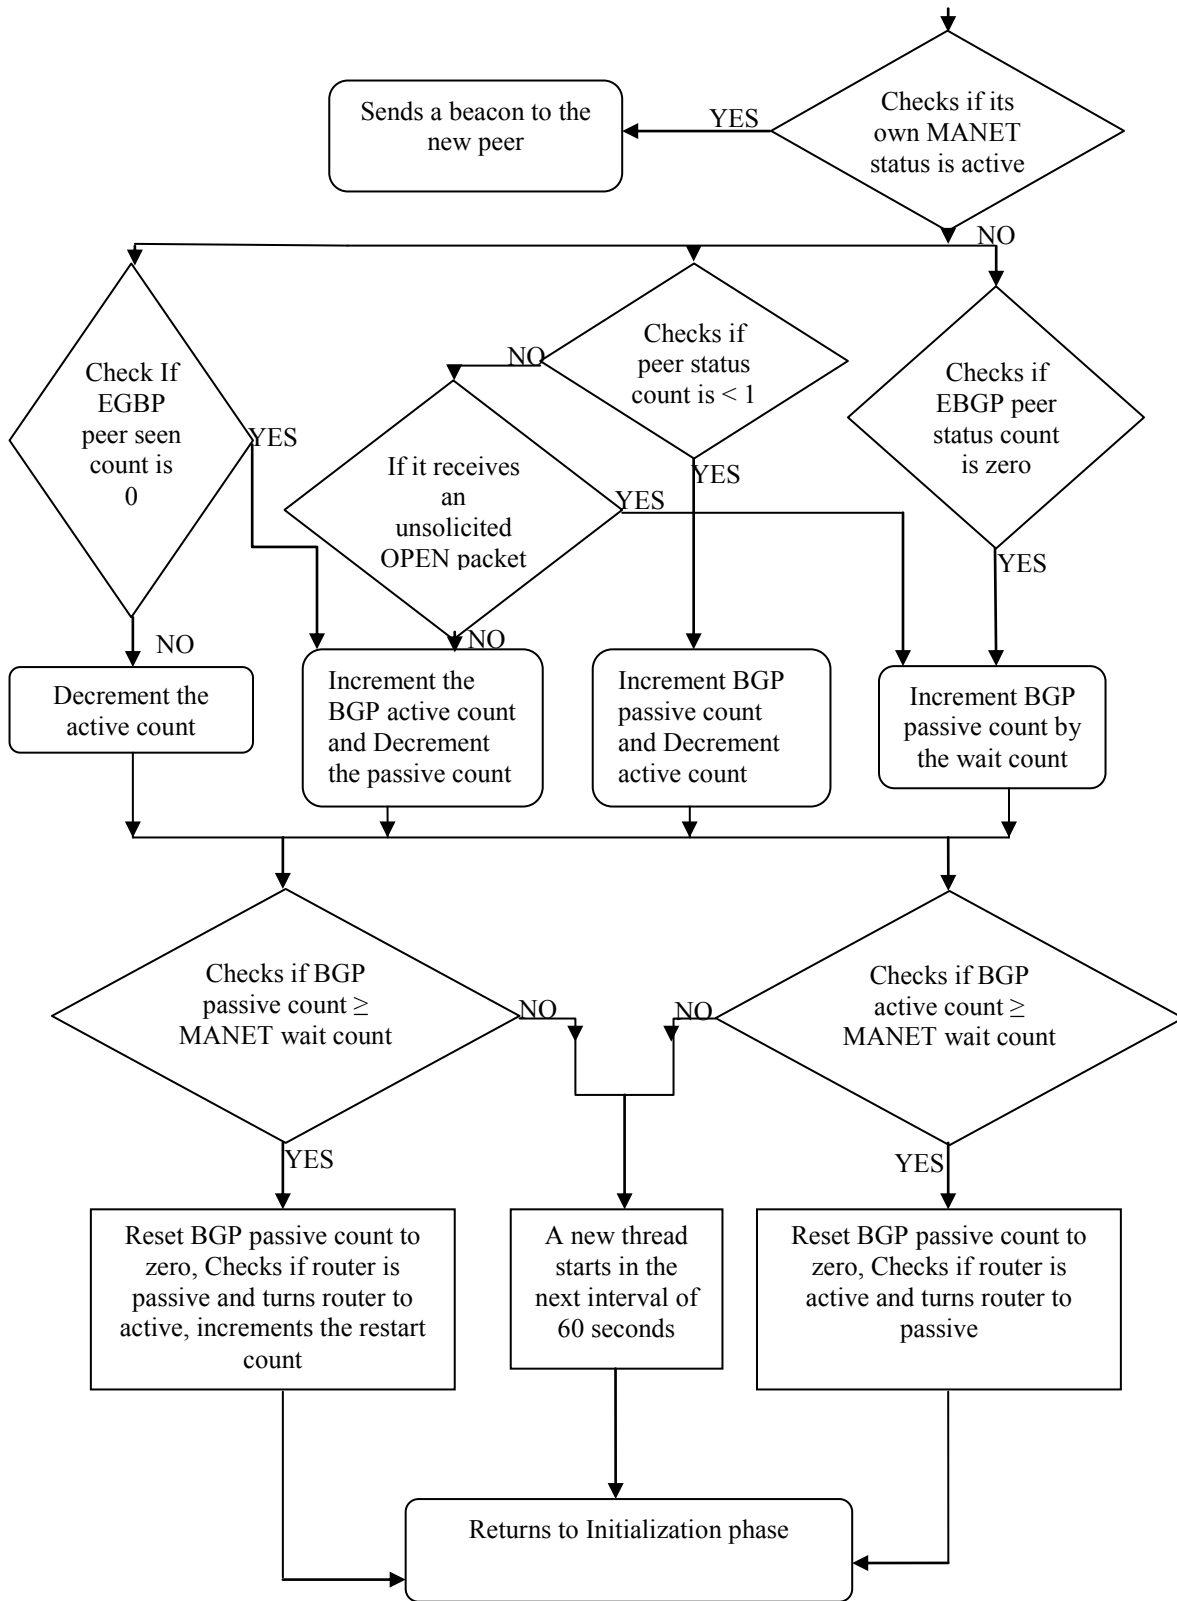 Checks if its
own MANET
status is active
YES
Sends a beacon to the
new peer
NO
Check If
EGBP
peer seen
count is
0
YES
NO
Checks if
peer status
count is < 1
NO
YES
If it receives
an
unsolicited
OPEN packet
YES
NO
Checks if
EBGP peer
status count
is zero
YES
Decrement the
active count
Increment the
BGP active count
and Decrement
the passive count
Increment BGP
passive count
and Decrement
active count
Increment BGP
passive count by
the wait count
Checks if BGP
passive count ≥
MANET wait count
NO
YES
Checks if BGP
active count ≥
MANET wait count
NO
YES
Reset BGP passive count to
zero, Checks if router is
passive and turns router to
active, increments the restart
count
A new thread
starts in the
next interval of
60 seconds
Reset BGP passive count to
zero, Checks if router is
active and turns router to
passive
Returns to Initialization phase